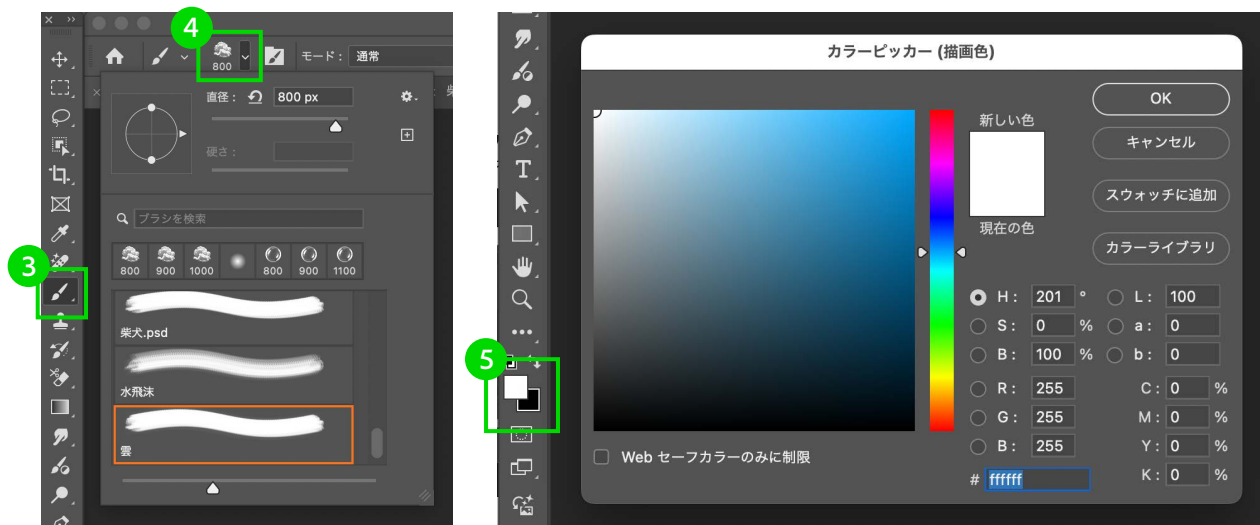 4
800
モード： 通常
直径： 800 px
硬さ：
ブラシを検索
800 900 1000 800 900 1100
3
柴犬.psd
水飛沫
雲
カラーピッカー (描画色)
新しい色
現在の色
OK
キャンセル
スウォッチに追加
カラーライブラリ
5
H： 201 °
S： 0 %
B： 100 %
R： 255
G： 255
B： 255
# ffffff
L： 100
a： 0
b： 0
C： 0 %
M： 0 %
Y： 0 %
K： 0 %
Web セーフカラーのみに制限